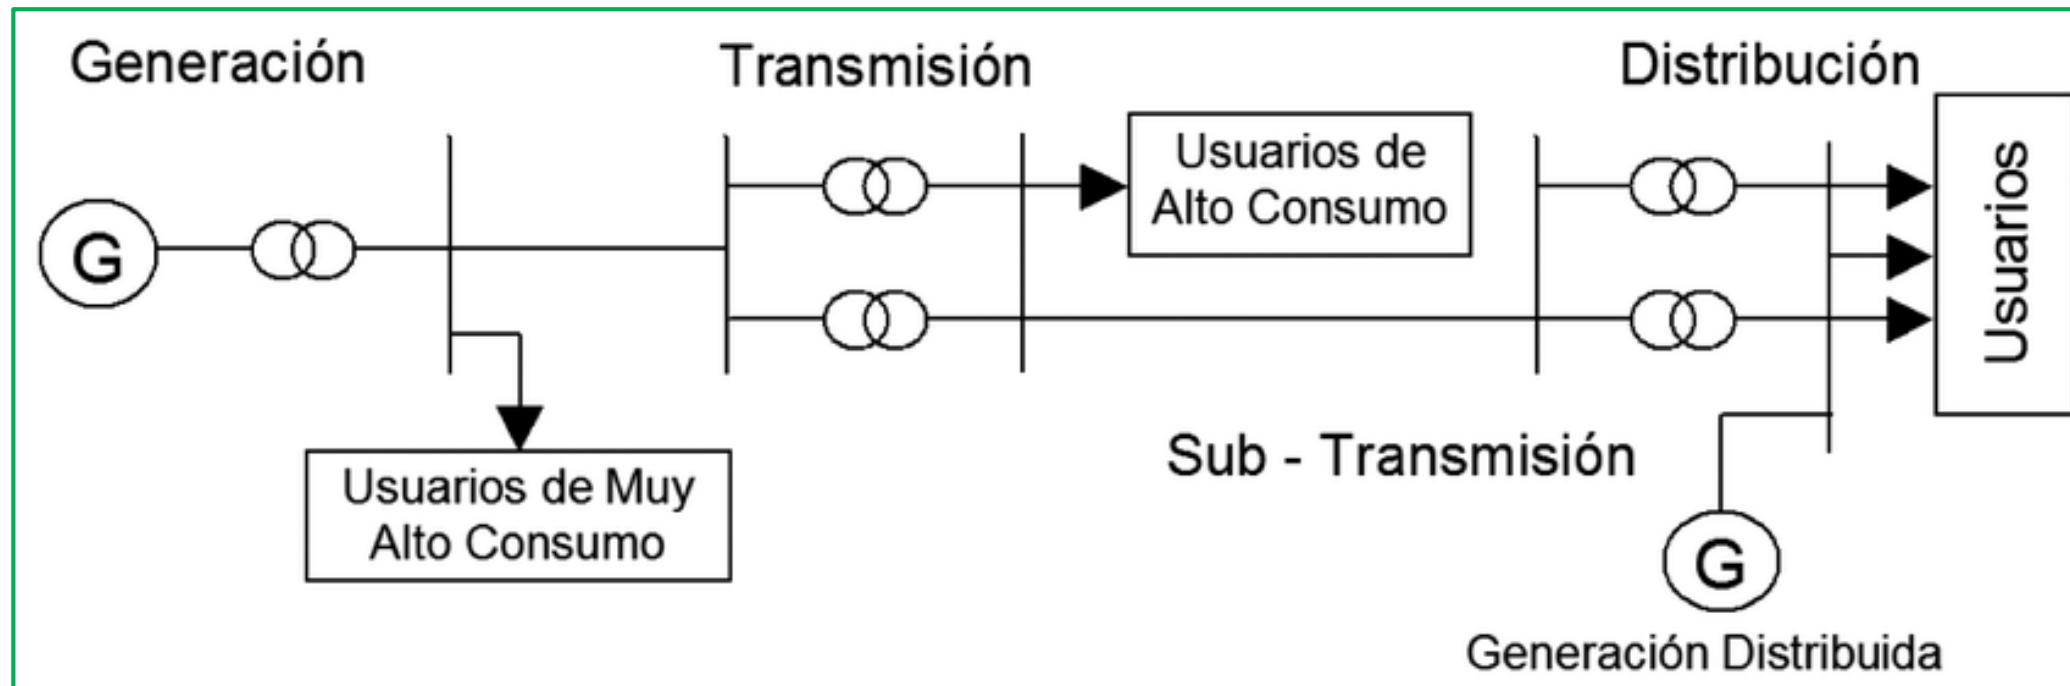 Generación
Transmisión
Distribución
Usuarios de
Alto Consumo
Usuarios
G
Usuarios de Muy
Alto Consumo
Sub - Transmisión
G
Generación Distribuida